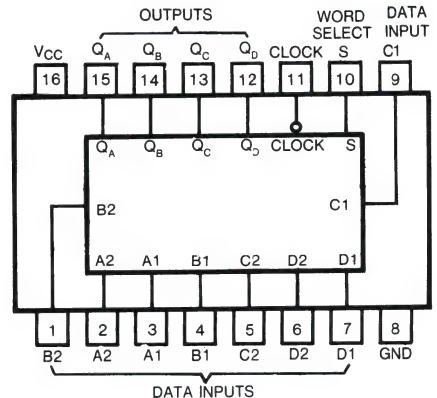 OUTPUTS
WORD SELECT
DATA INPUT
VCC QA QB QC QD CLOCK S C1
16 15 14 13 12 11 10 9
QA QB QC QD CLOCK S
B2 C1
A2 A1 B1 C2 D2 D1
1 2 3 4 5 6 7 8
B2 A2 A1 B1 C2 D2 D1 GND
DATA INPUTS